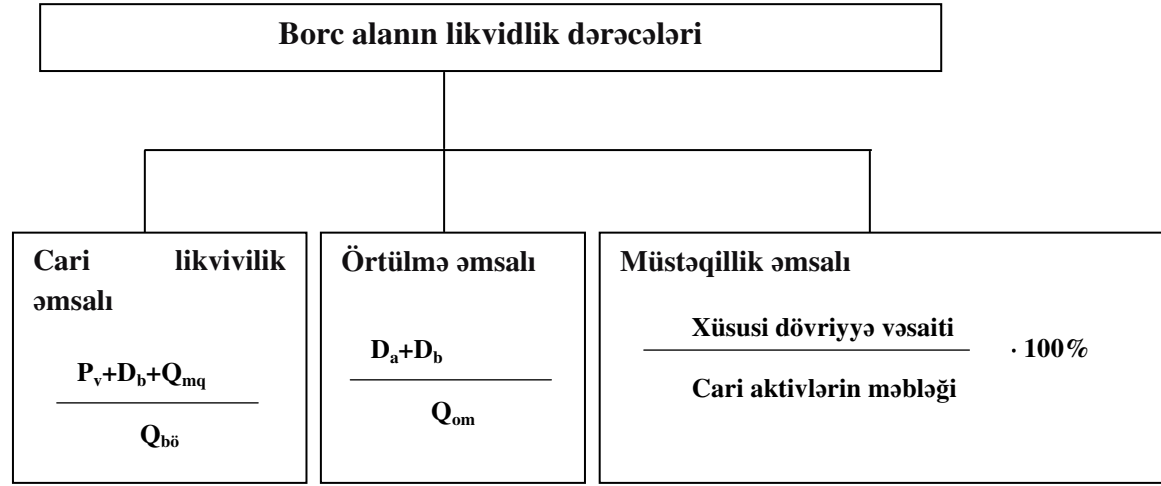 Borc alanın likvidlik dərəcələri
Cari likvivilik
əmsalı
Pv+Db+Qmq
Qbö
Örtülmə əmsalı
Da+Db
Qom
Müstəqillik əmsalı
Xüsusi dövriyyə vəsaiti
· 100%
Cari aktivlərin məbləği